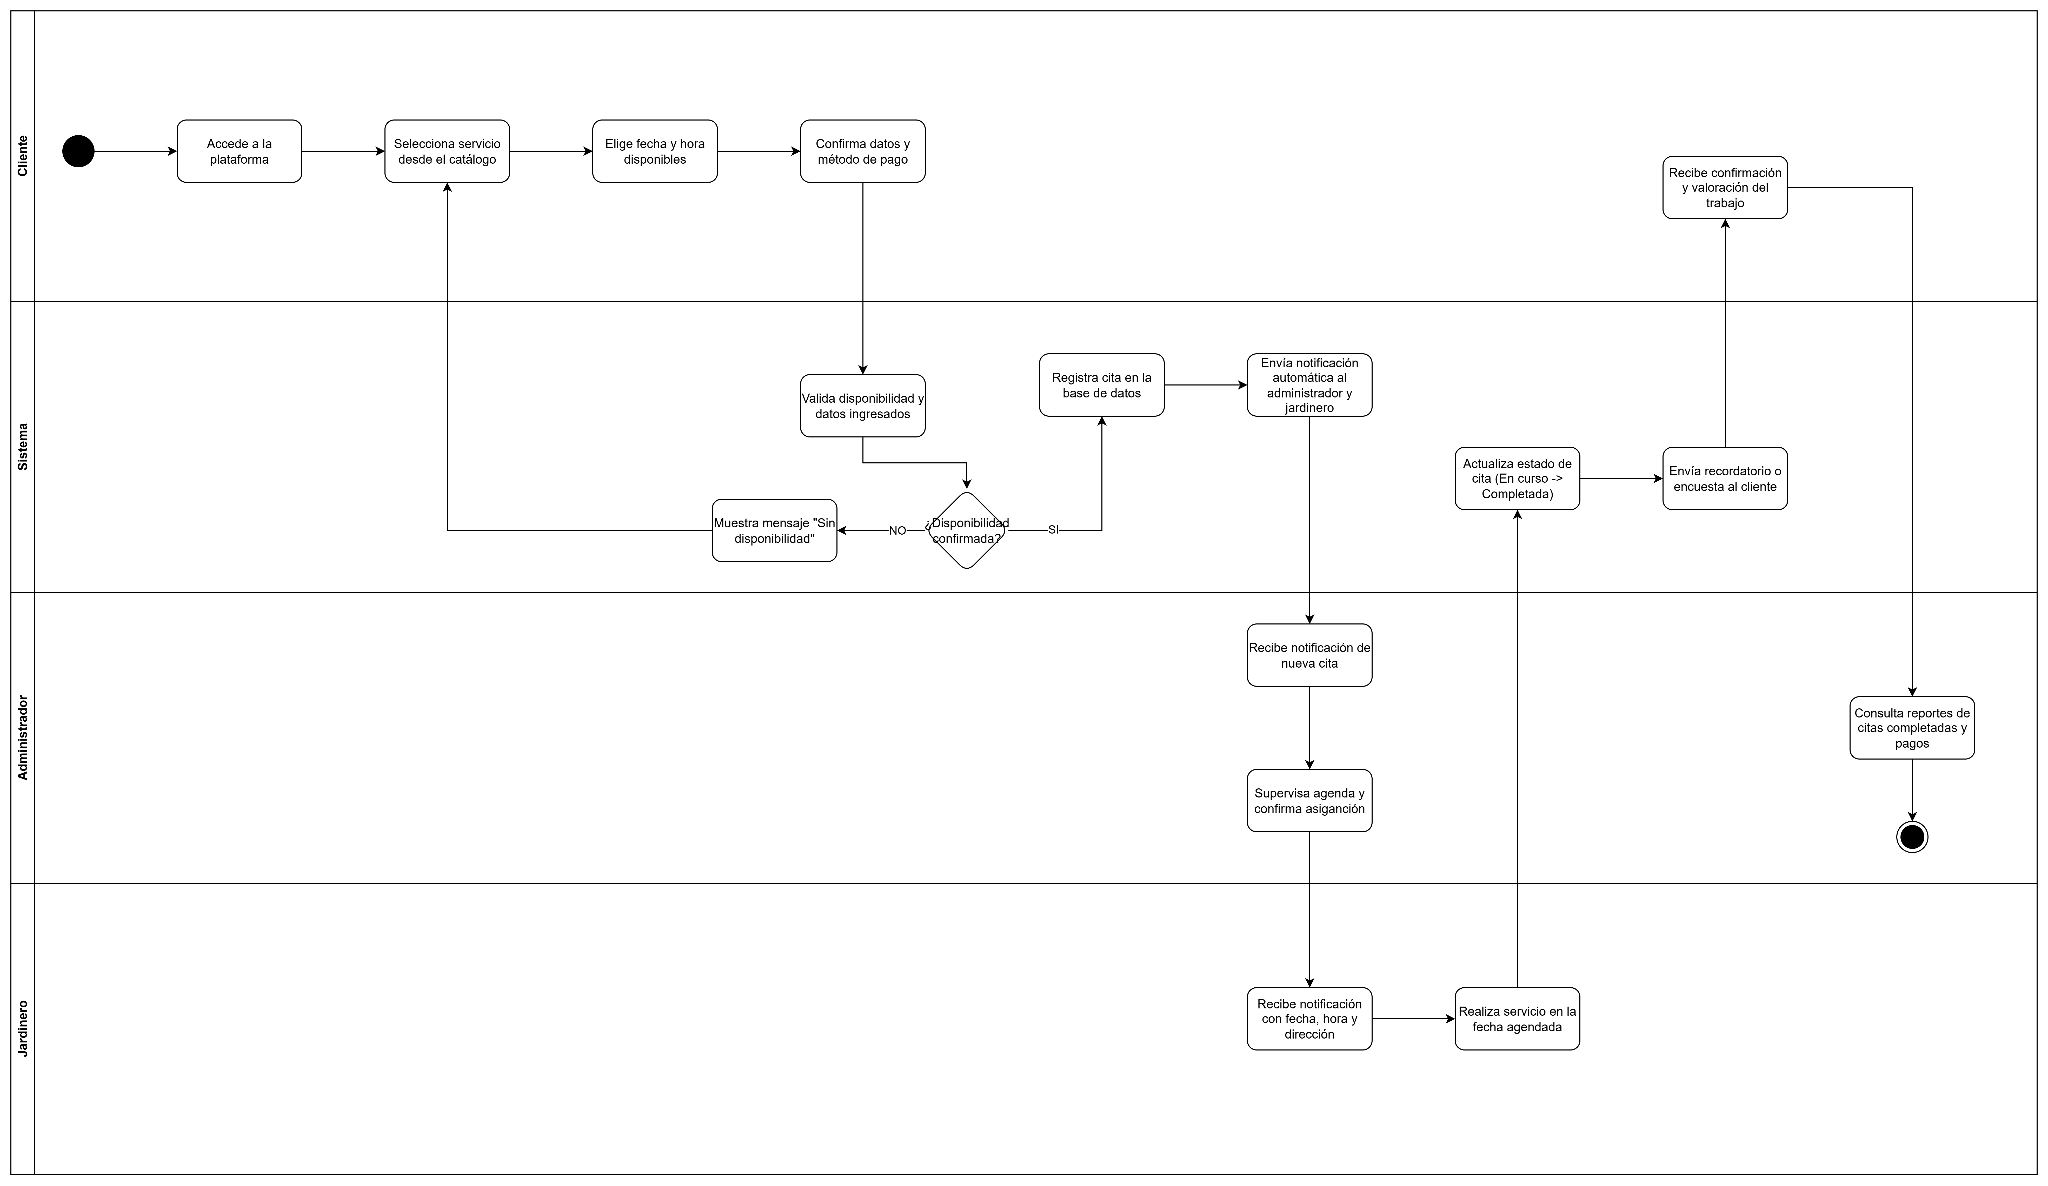 Cliente
Accede a la
plataforma
Selecciona servicio
desde el catálogo
Elige fecha y hora
disponibles
Confirma datos y
método de pago
Recibe confirmación
y valoración del
trabajo
Sistema
Valida disponibilidad y
datos ingresados
¿Disponibilidad
confirmada?
NO
SI
Muestra mensaje "Sin
disponibilidad"
Registra cita en la
base de datos
Envía notificación
automática al
administrador y
jardinero
Actualiza estado de
cita (En curso ->
Completada)
Envía recordatorio o
encuesta al cliente
Administrador
Recibe notificación de
nueva cita
Supervisa agenda y
confirma asiganción
Consulta reportes de
citas completadas y
pagos
Jardinero
Recibe notificación
con fecha, hora y
dirección
Realiza servicio en la
fecha agendada